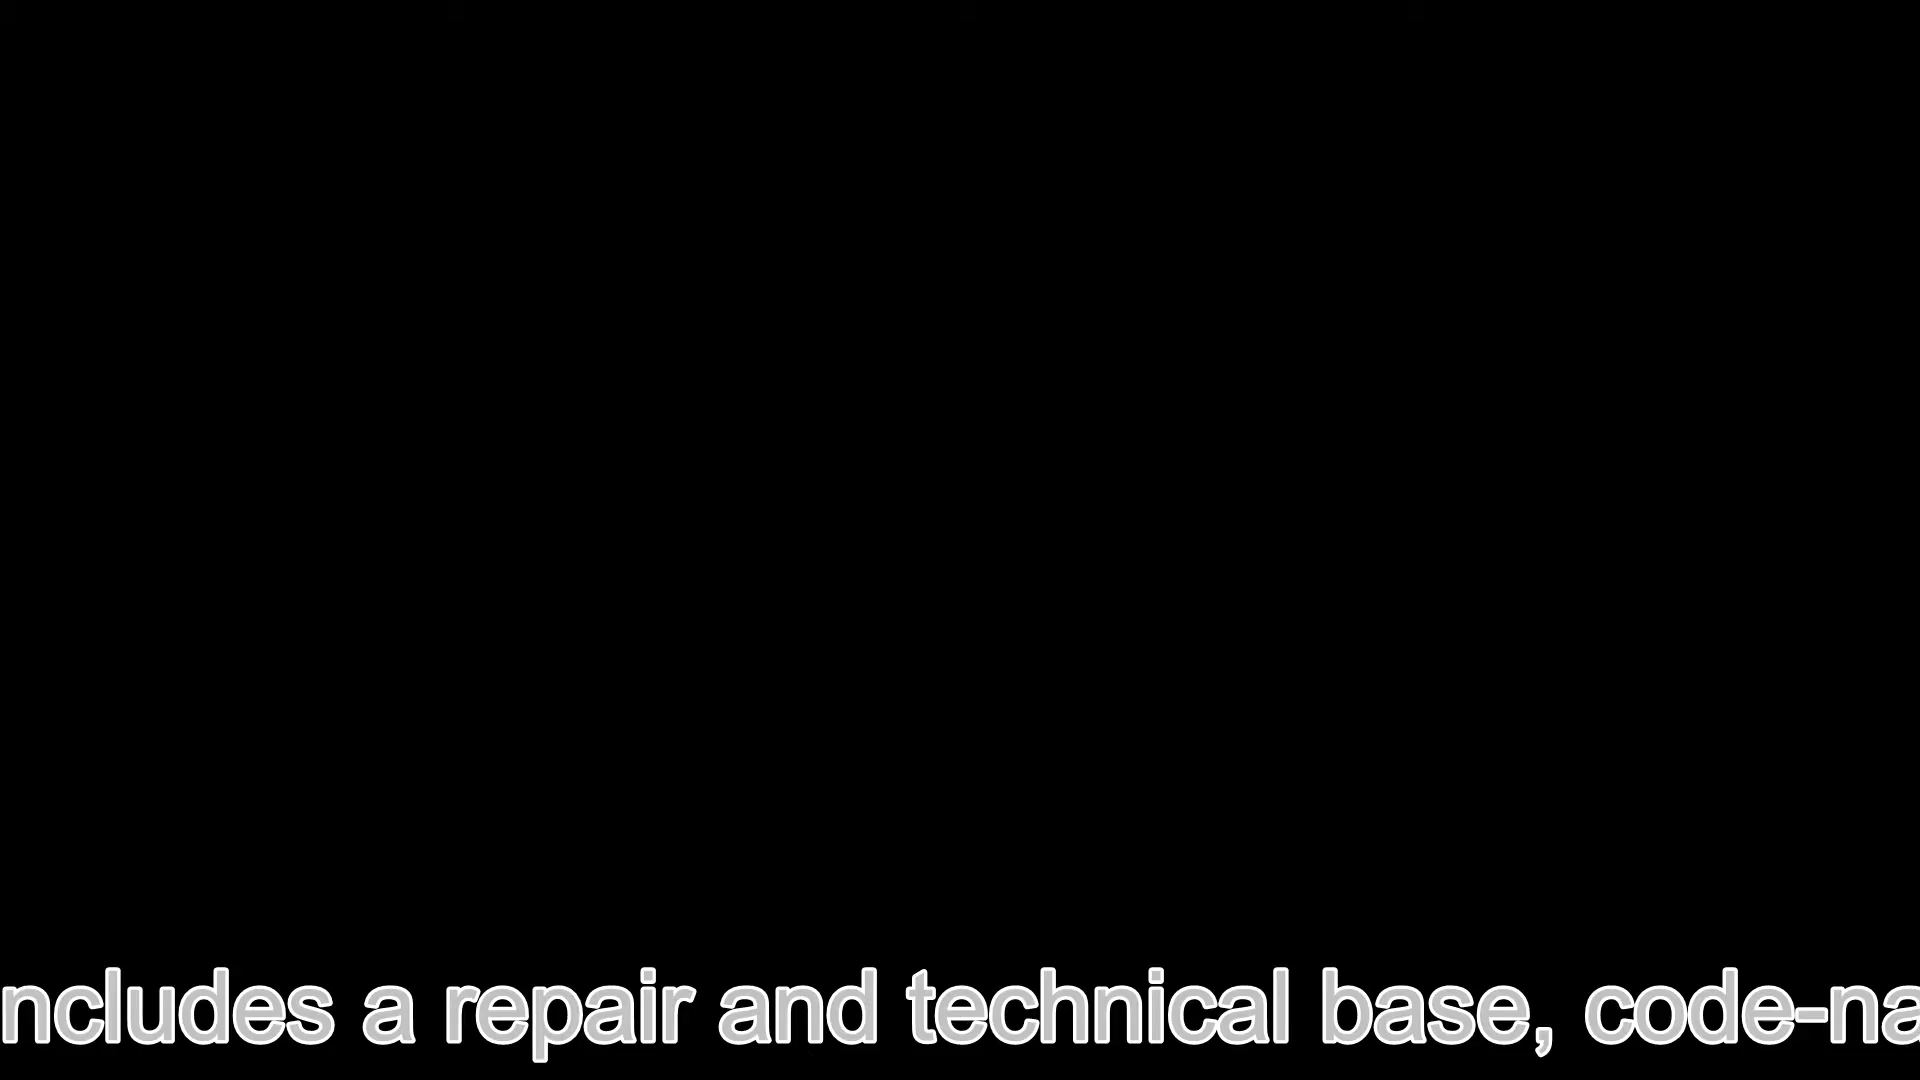 ncludes a repair and technical base, code-na